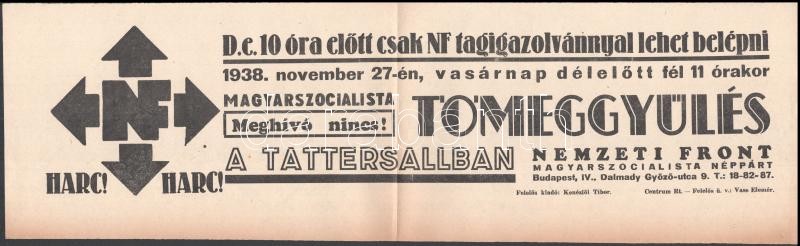 D.e. 10 óra előtt csak NF tagigazolvánnyal lehet belépni
1938. november 27-én, vasárnap délelőtt fél 11 órakor
MAGYARSZOCIALISTA
Meghívó nincs!
TÖMEGGYÜLÉS
A TATTERSALLBAN
NF
HARC! HARC!
NEMZETI FRONT
MAGYARSZOCIALISTA NÉPPÁRT
Budapest, IV., Dalmady Győző-utca 9. T.: 18-82-87.
Felelős kiadó: Kenézlői Tibor. Centrum Rt. — Felelős ü. v.: Vass Elemér.